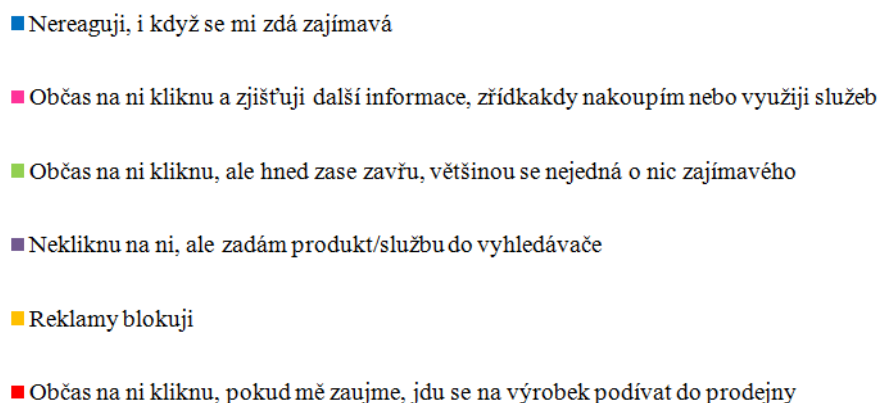 Nereaguji, i když se mi zdá zajímavá
Občas na ni kliknu a zjišťuji další informace, zřídkakdy nakoupím nebo využiji služeb
Občas na ni kliknu, ale hned zase zavřu, většinou se nejedná o nic zajímavého
Nekliknu na ni, ale zadám produkt/službu do vyhledávače
Reklamy blokuji
Občas na ni kliknu, pokud mě zaujme, jdu se na výrobek podívat do prodejny